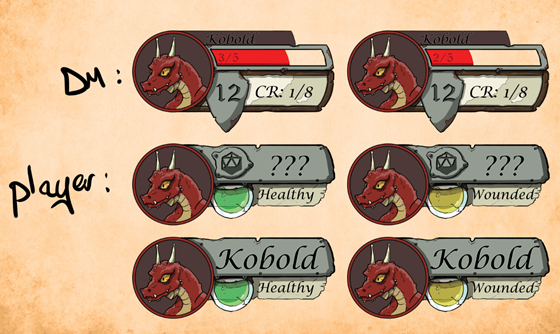 DM :
Kobold
3/5
12
CR: 1/8
Kobold
2/5
12
CR: 1/8
player:
???
Healthy
???
Wounded
Kobold
Healthy
Kobold
Wounded